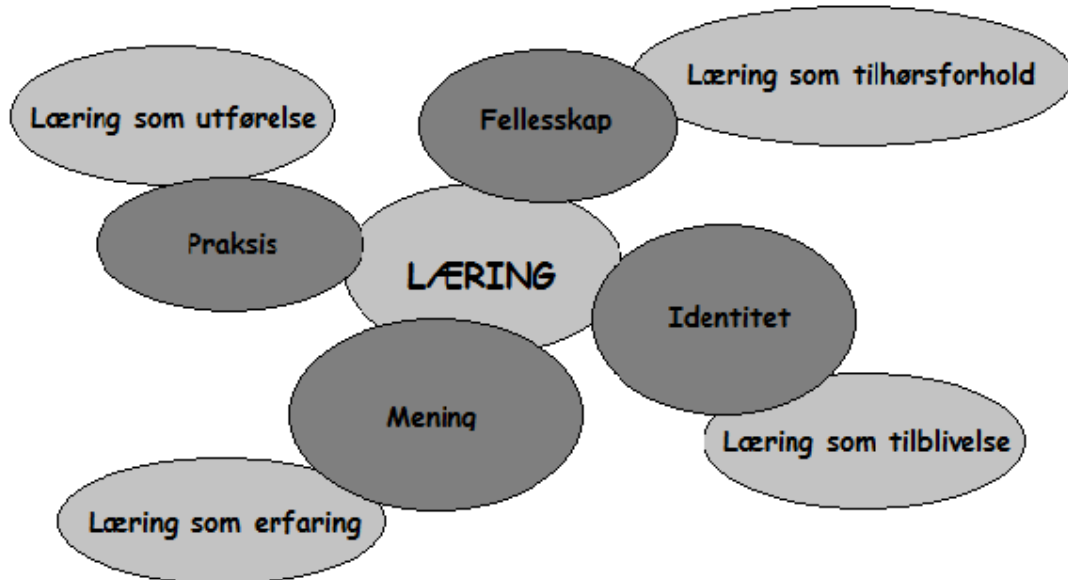 Læring som tilhørsforhold
Læring som utførelse
Fellesskap
Praksis
LÆRING
Identitet
Mening
Læring som tilblivelse
Læring som erfaring